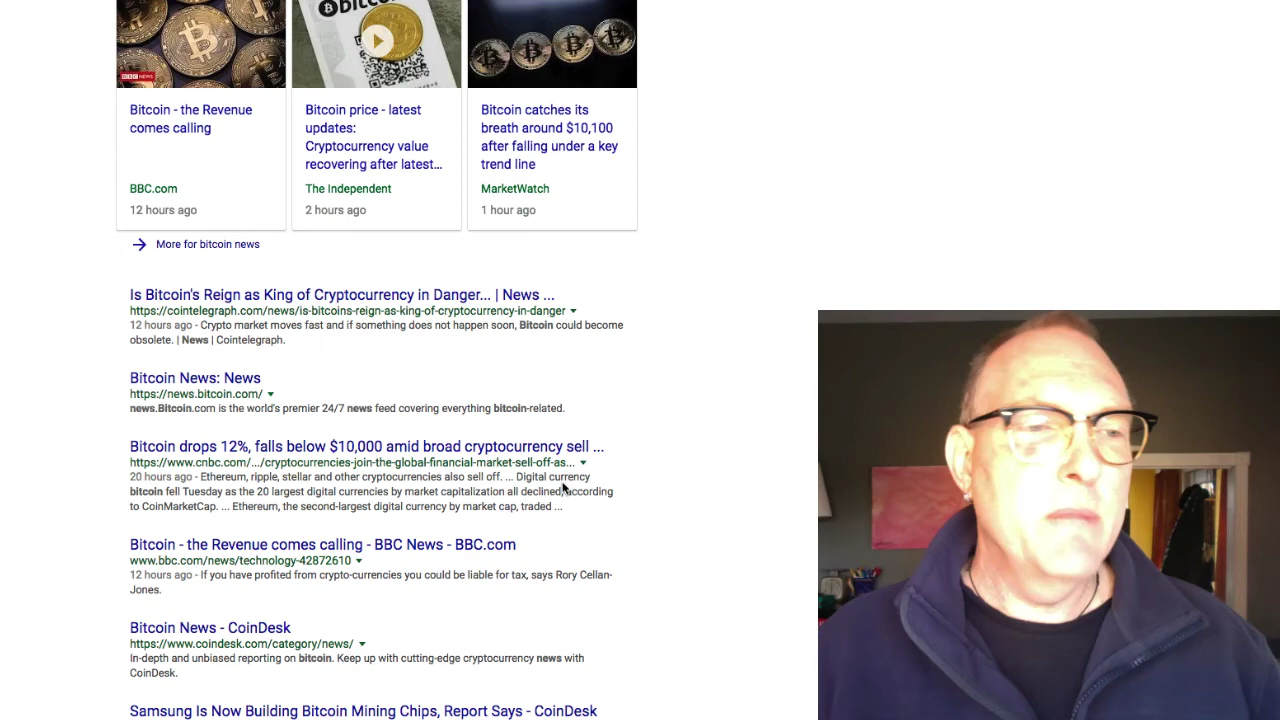 bitco
BBC NEWS
Bitcoin - the Revenue
comes calling
BBC.com
12 hours ago
Bitcoin price - latest
updates:
Cryptocurrency value
recovering after latest...
The Independent
2 hours ago
Bitcoin catches its
breath around $10,100
after falling under a key
trend line
MarketWatch
1 hour ago
More for bitcoin news
Is Bitcoin's Reign as King of Cryptocurrency in Danger... | News ...
https://cointelegraph.com/news/is-bitcoins-reign-as-king-of-cryptocurrency-in-danger
12 hours ago - Crypto market moves fast and if something does not happen soon, Bitcoin could become
obsolete. | News | Cointelegraph.
Bitcoin News: News
https://news.bitcoin.com/
news.Bitcoin.com is the world's premier 24/7 news feed covering everything bitcoin-related.
Bitcoin drops 12%, falls below $10,000 amid broad cryptocurrency sell ...
https://www.cnbc.com/.../cryptocurrencies-join-the-global-financial-market-sell-off-as...
20 hours ago - Ethereum, ripple, stellar and other cryptocurrencies also sell off. ... Digital currency
bitcoin fell Tuesday as the 20 largest digital currencies by market capitalization all declined, according
to CoinMarketCap. ... Ethereum, the second-largest digital currency by market cap, traded ...
Bitcoin - the Revenue comes calling - BBC News - BBC.com
www.bbc.com/news/technology-42872610
12 hours ago - If you have profited from crypto-currencies you could be liable for tax, says Rory Cellan-
Jones.
Bitcoin News - CoinDesk
https://www.coindesk.com/category/news/
In-depth and unbiased reporting on bitcoin. Keep up with cutting-edge cryptocurrency news with
CoinDesk.
Samsung Is Now Building Bitcoin Mining Chips, Report Says - CoinDesk